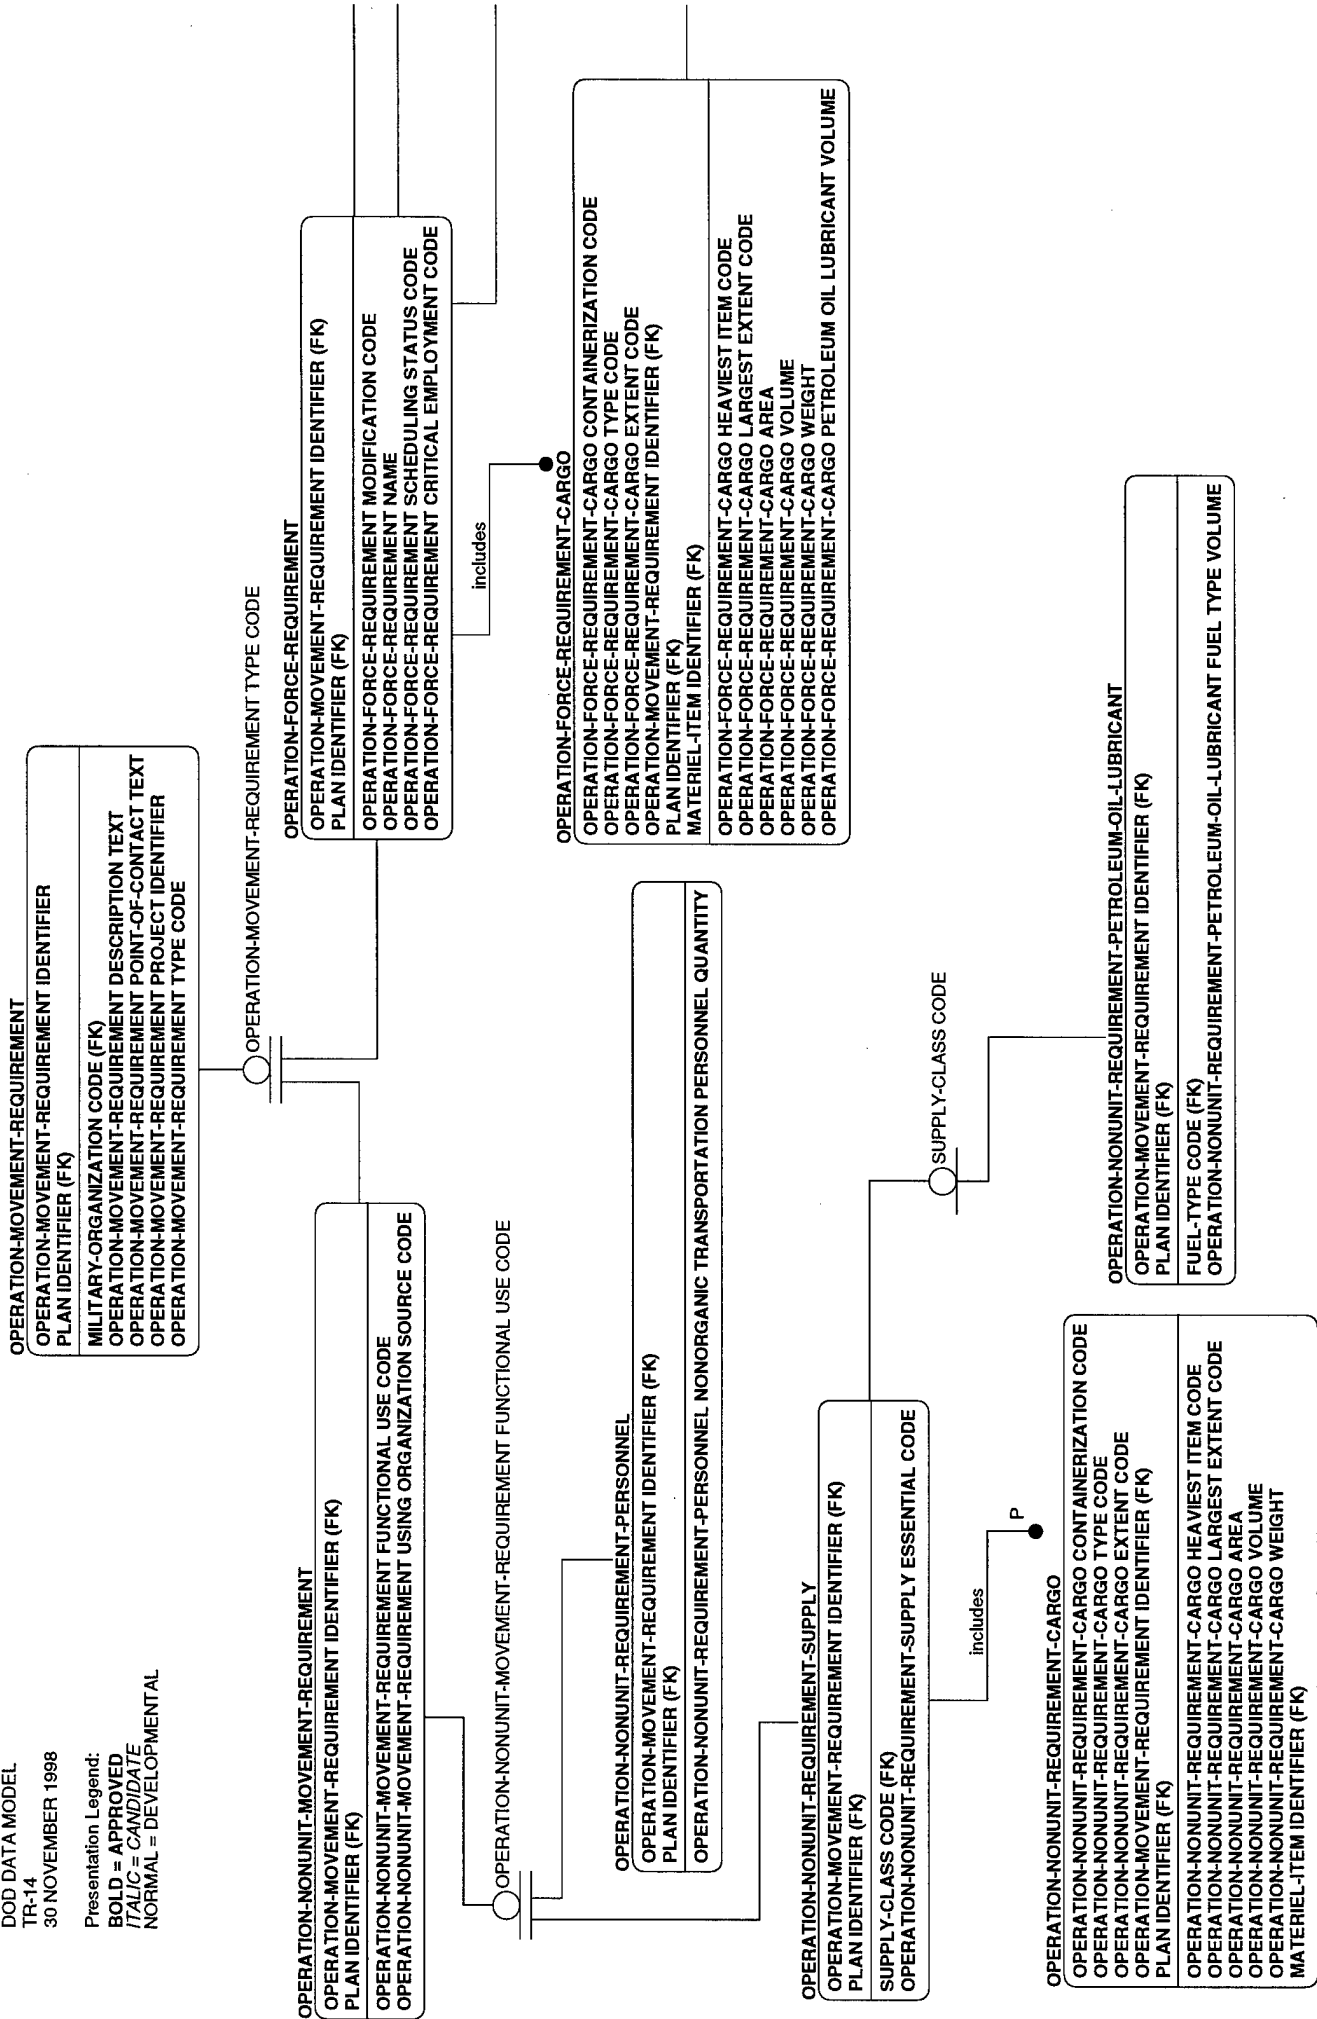 DOD DATA MODEL
TR-14
30 NOVEMBER 1998
Presentation Legend:
BOLD = APPROVED
ITALIC = CANDIDATE
NORMAL = DEVELOPMENTAL
OPERATION-MOVEMENT-REQUIREMENT
OPERATION-MOVEMENT-REQUIREMENT IDENTIFIER
PLAN IDENTIFIER (FK)
MILITARY-ORGANIZATION CODE (FK)
OPERATION-MOVEMENT-REQUIREMENT DESCRIPTION TEXT
OPERATION-MOVEMENT-REQUIREMENT POINT-OF-CONTACT TEXT
OPERATION-MOVEMENT-REQUIREMENT PROJECT IDENTIFIER
OPERATION-MOVEMENT-REQUIREMENT TYPE CODE
OPERATION-MOVEMENT-REQUIREMENT TYPE CODE
OPERATION-NONUNIT-MOVEMENT-REQUIREMENT
OPERATION-MOVEMENT-REQUIREMENT IDENTIFIER (FK)
PLAN IDENTIFIER (FK)
OPERATION-NONUNIT-MOVEMENT-REQUIREMENT FUNCTIONAL USE CODE
OPERATION-NONUNIT-MOVEMENT-REQUIREMENT USING ORGANIZATION SOURCE CODE
OPERATION-FORCE-REQUIREMENT
OPERATION-MOVEMENT-REQUIREMENT IDENTIFIER (FK)
PLAN IDENTIFIER (FK)
OPERATION-FORCE-REQUIREMENT MODIFICATION CODE
OPERATION-FORCE-REQUIREMENT NAME
OPERATION-FORCE-REQUIREMENT SCHEDULING STATUS CODE
OPERATION-FORCE-REQUIREMENT CRITICAL EMPLOYMENT CODE
includes
OPERATION-NONUNIT-MOVEMENT-REQUIREMENT FUNCTIONAL USE CODE
OPERATION-FORCE-REQUIREMENT-CARGO
OPERATION-FORCE-REQUIREMENT-CARGO CONTAINERIZATION CODE
OPERATION-FORCE-REQUIREMENT-CARGO TYPE CODE
OPERATION-FORCE-REQUIREMENT-CARGO EXTENT CODE
OPERATION-MOVEMENT-REQUIREMENT IDENTIFIER (FK)
PLAN IDENTIFIER (FK)
MATERIEL-ITEM IDENTIFIER (FK)
OPERATION-FORCE-REQUIREMENT-CARGO HEAVIEST ITEM CODE
OPERATION-FORCE-REQUIREMENT-CARGO LARGEST EXTENT CODE
OPERATION-FORCE-REQUIREMENT-CARGO AREA
OPERATION-FORCE-REQUIREMENT-CARGO VOLUME
OPERATION-FORCE-REQUIREMENT-CARGO WEIGHT
OPERATION-FORCE-REQUIREMENT-CARGO PETROLEUM OIL LUBRICANT VOLUME
OPERATION-NONUNIT-REQUIREMENT-PERSONNEL
OPERATION-MOVEMENT-REQUIREMENT IDENTIFIER (FK)
PLAN IDENTIFIER (FK)
OPERATION-NONUNIT-REQUIREMENT-PERSONNEL NONORGANIC TRANSPORTATION PERSONNEL QUANTITY
OPERATION-NONUNIT-REQUIREMENT-SUPPLY
OPERATION-MOVEMENT-REQUIREMENT IDENTIFIER (FK)
PLAN IDENTIFIER (FK)
SUPPLY-CLASS CODE (FK)
OPERATION-NONUNIT-REQUIREMENT-SUPPLY ESSENTIAL CODE
SUPPLY-CLASS CODE
includes
P
OPERATION-NONUNIT-REQUIREMENT-CARGO
OPERATION-NONUNIT-REQUIREMENT-CARGO CONTAINERIZATION CODE
OPERATION-NONUNIT-REQUIREMENT-CARGO TYPE CODE
OPERATION-NONUNIT-REQUIREMENT-CARGO EXTENT CODE
OPERATION-MOVEMENT-REQUIREMENT IDENTIFIER (FK)
PLAN IDENTIFIER (FK)
OPERATION-NONUNIT-REQUIREMENT-CARGO HEAVIEST ITEM CODE
OPERATION-NONUNIT-REQUIREMENT-CARGO LARGEST EXTENT CODE
OPERATION-NONUNIT-REQUIREMENT-CARGO AREA
OPERATION-NONUNIT-REQUIREMENT-CARGO VOLUME
OPERATION-NONUNIT-REQUIREMENT-CARGO WEIGHT
MATERIEL-ITEM IDENTIFIER (FK)
OPERATION-NONUNIT-REQUIREMENT-PETROLEUM-OIL-LUBRICANT
OPERATION-MOVEMENT-REQUIREMENT IDENTIFIER (FK)
PLAN IDENTIFIER (FK)
FUEL-TYPE CODE (FK)
OPERATION-NONUNIT-REQUIREMENT-PETROLEUM-OIL-LUBRICANT FUEL TYPE VOLUME